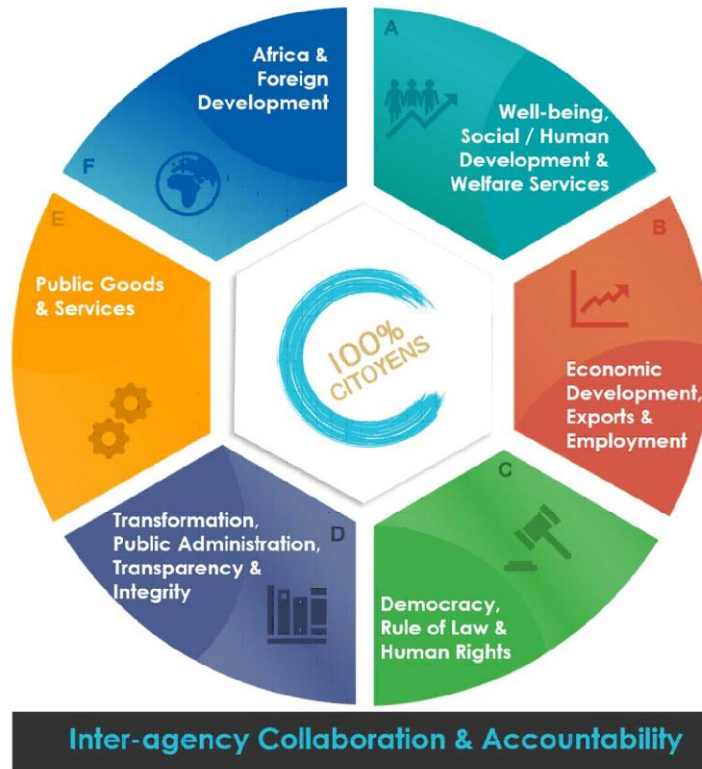 A
Well-being,
Social / Human
Development &
Welfare Services
B
Economic
Development,
Exports &
Employment
C
Democracy,
Rule of Law &
Human Rights
D
Transformation,
Public Administration,
Transparency &
Integrity
E
Public Goods
& Services
F
Africa &
Foreign
Development
100%
CITOYENS
Inter-agency Collaboration & Accountability